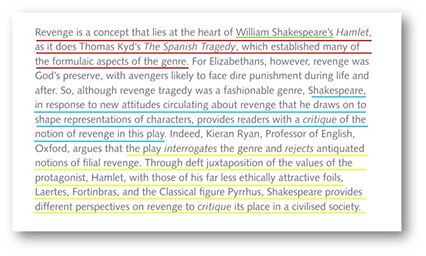 Revenge is a concept that lies at the heart of William Shakespeare's Hamlet,
as it does Thomas Kyd's The Spanish Tragedy, which established many of
the formulaic aspects of the genre. For Elizabethans, however, revenge was
God's preserve, with avengers likely to face dire punishment during life and
after. So, although revenge tragedy was a fashionable genre, Shakespeare,
in response to new attitudes circulating about revenge that he draws on to
shape representations of characters, provides readers with a critique of the
notion of revenge in this play. Indeed, Kieran Ryan, Professor of English,
Oxford, argues that the play interrogates the genre and rejects antiquated
notions of filial revenge. Through deft juxtaposition of the values of the
protagonist, Hamlet, with those of his far less ethically attractive foils,
Laertes, Fortinbras, and the Classical figure Pyrrhus, Shakespeare provides
different perspectives on revenge to critique its place in a civilised society.